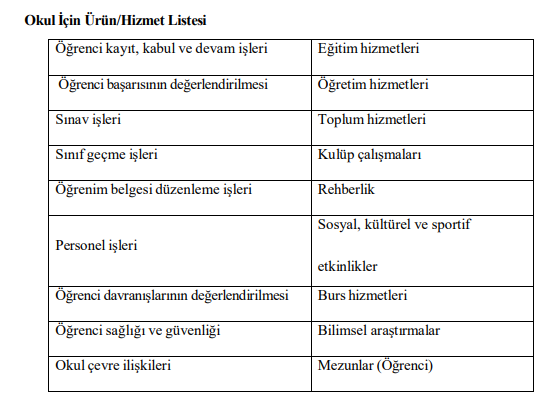 Okul İçin Ürün/Hizmet Listesi
Öğrenci kayıt, kabul ve devam işleri Eğitim hizmetleri
Öğrenci başarısının değerlendirilmesi Öğretim hizmetleri
Sınav işleri Toplum hizmetleri
Sınıf geçme işleri Kulüp çalışmaları
Öğrenim belgesi düzenleme işleri Rehberlik
Personel işleri Sosyal, kültürel ve sportif
etkinlikler
Öğrenci davranışlarının değerlendirilmesi Burs hizmetleri
Öğrenci sağlığı ve güvenliği Bilimsel araştırmalar
Okul çevre ilişkileri Mezunlar (Öğrenci)